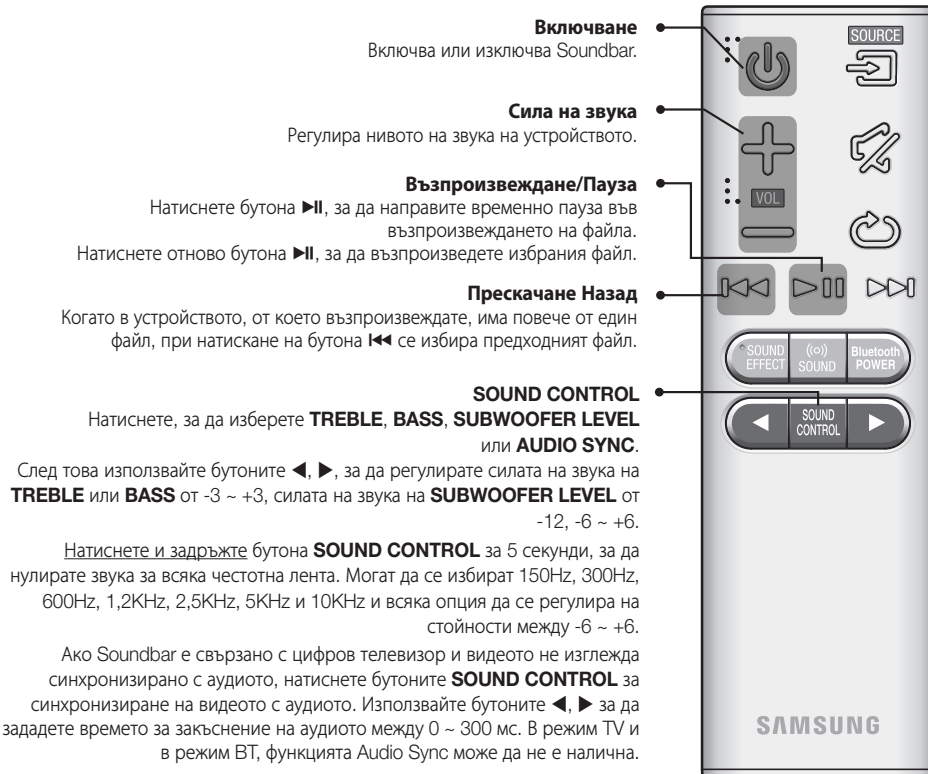 Включване
Включва или изключва Soundbar.
Сила на звука
Регулира нивото на звука на устройството.
Възпроизвеждане/Пауза
Натиснете бутона ►II, за да направите временно пауза във
възпроизвеждането на файла.
Натиснете отново бутона ►II, за да възпроизведете избрания файл.
Прескачане Назад
Когато в устройството, от което възпроизвеждате, има повече от един
файл, при натискане на бутона I◄◄ се избира предходният файл.
SOUND CONTROL
Натиснете, за да изберете TREBLE, BASS, SUBWOOFER LEVEL
или AUDIO SYNC.
След това използвайте бутоните ◄, ►, за да регулирате силата на звука на
TREBLE или BASS от -3 ~ +3, силата на звука на SUBWOOFER LEVEL от
-12, -6 ~ +6.
Натиснете и задръжте бутона SOUND CONTROL за 5 секунди, за да
нулирате звука за всяка честотна лента. Могат да се избират 150Hz, 300Hz,
600Hz, 1,2KHz, 2,5KHz, 5KHz и 10KHz и всяка опция да се регулира на
стойности между -6 ~ +6.
Ако Soundbar е свързано с цифров телевизор и видеото не изглежда
синхронизирано с аудиото, натиснете бутоните SOUND CONTROL за
синхронизиране на видеото с аудиото. Използвайте бутоните ◄, ► за да
зададете времето за закъснение на аудиото между 0 ~ 300 мс. В режим TV и
в режим BT, функцията Audio Sync може да не е налична.
SOURCE
VOL
SOUND
EFFECT
SOUND
Bluetooth
POWER
SOUND
CONTROL
SAMSUNG